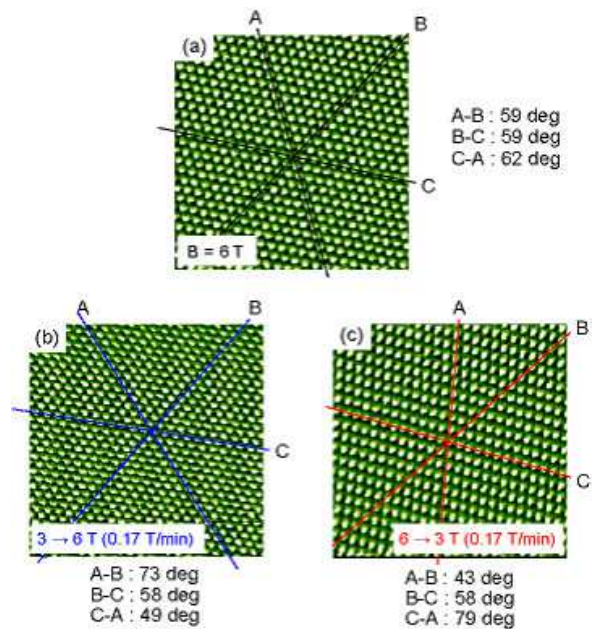 A
B
(a)
A-B : 59 deg
B-C : 59 deg
C-A : 62 deg
C
B = 6 T
A
B
(b)
C
3 → 6 T (0.17 T/min)
A-B : 73 deg
B-C : 58 deg
C-A : 49 deg
A
B
(c)
C
6 → 3 T (0.17 T/min)
A-B : 43 deg
B-C : 58 deg
C-A : 79 deg